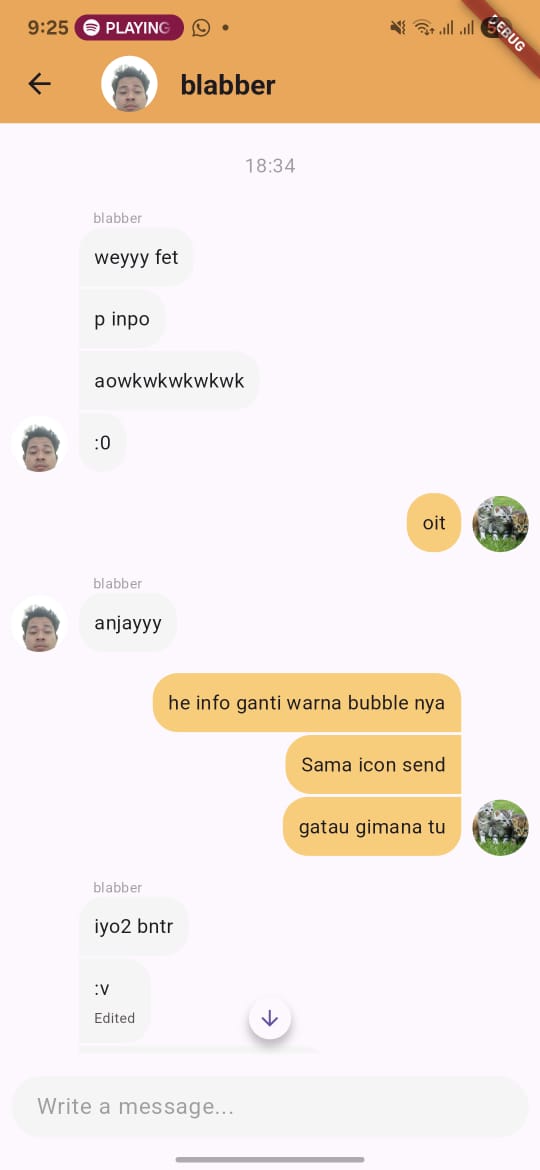 9:25
PLAYING
blabber
18:34
blabber
weyyy fet
p inpo
aowkwkwkwkwk
:0
oit
blabber
anjayyy
he info ganti warna bubble nya
Sama icon send
gatau gimana tu
blabber
iyo2 bntr
:v
Edited
Write a message...